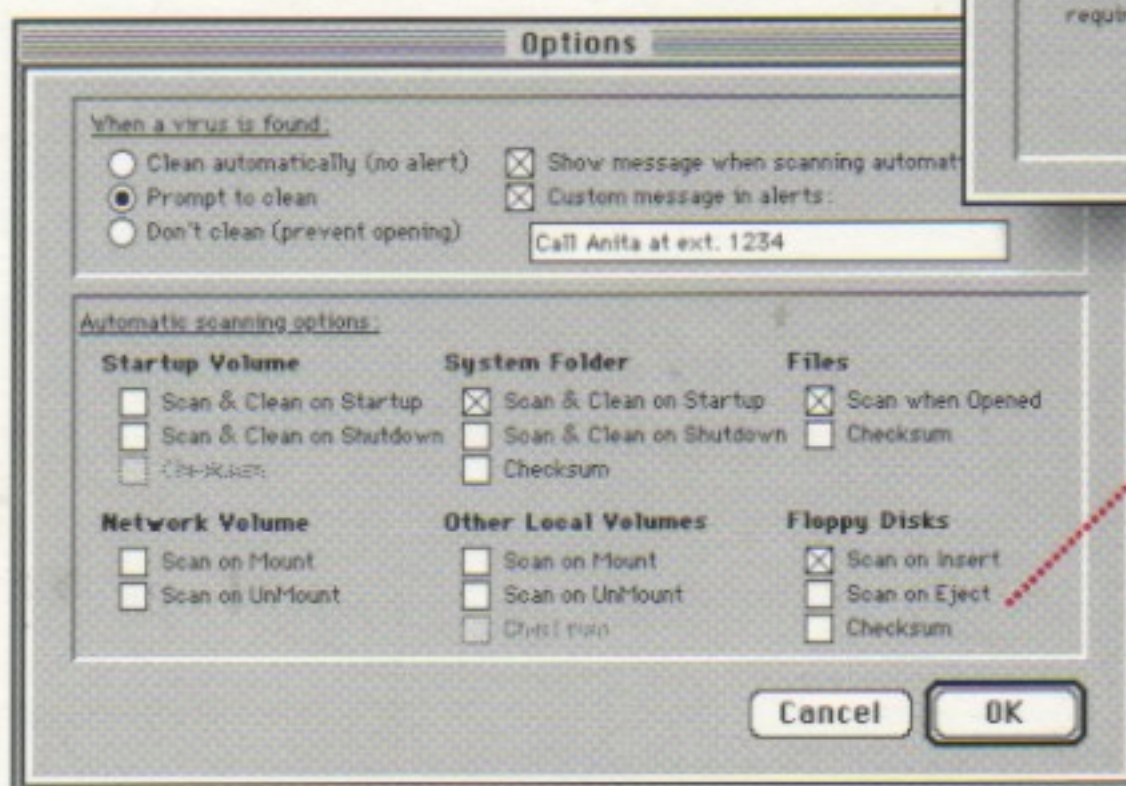 requi
Options
When a virus is found:
Clean automatically (no alert)
Show message when scanning automat
Prompt to clean
Custom message in alerts:
Don't clean (prevent opening)
Call Anita at ext. 1234
Automatic scanning options:
Startup Volume
System Folder
Files
Scan & Clean on Startup
Scan & Clean on Startup
Scan when Opened
Scan & Clean on Shutdown
Scan & Clean on Shutdown
Checksum
Checksum
Network Volume
Other Local Volumes
Floppy Disks
Scan on Mount
Scan on Mount
Scan on Insert
Scan on UnMount
Scan on UnMount
Scan on Eject
Checksum
Cancel
OK